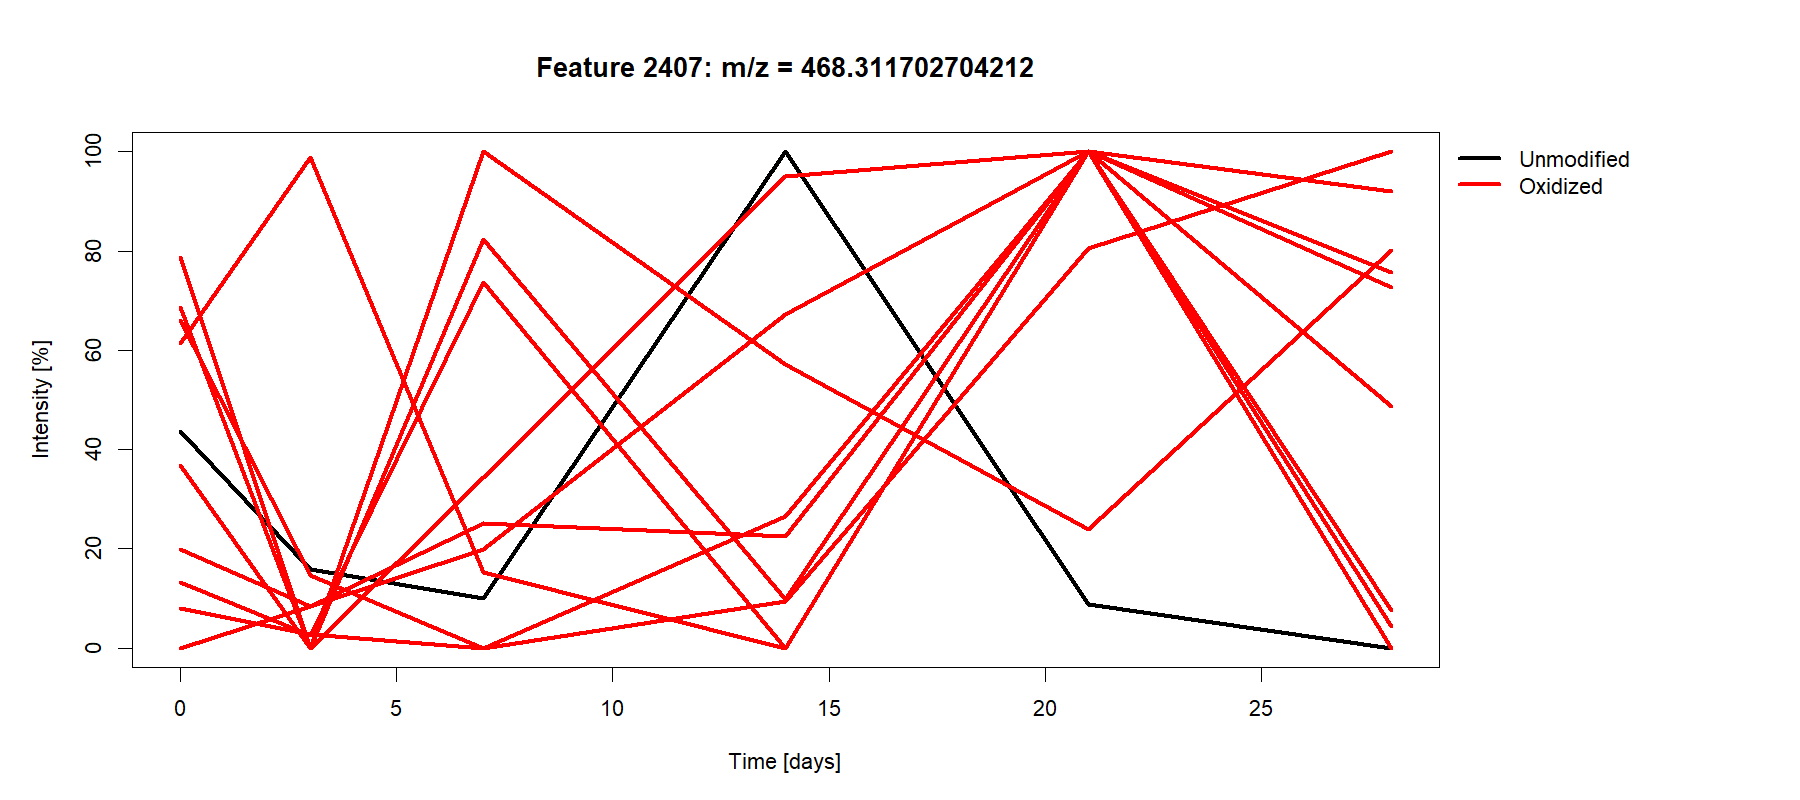 Feature 2407: m/z = 468.311702704212
Unmodified
Oxidized
Intensity [%]
100
80
60
40
20
0
0 5 10 15 20 25
Time [days]